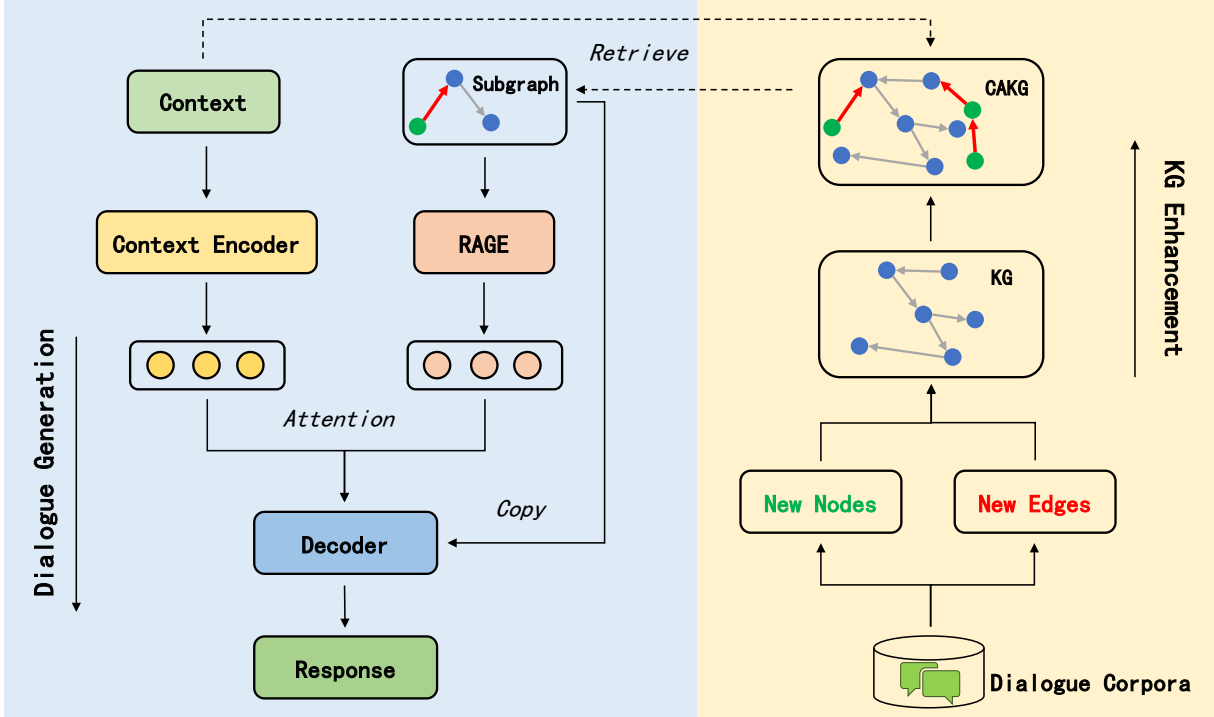 Retrieve
Context
Subgraph
CAKG
Context Encoder
RAGE
KG
KG Enhancement
Dialogue Generation
Attention
New Nodes
New Edges
Copy
Decoder
Response
Dialogue Corpora